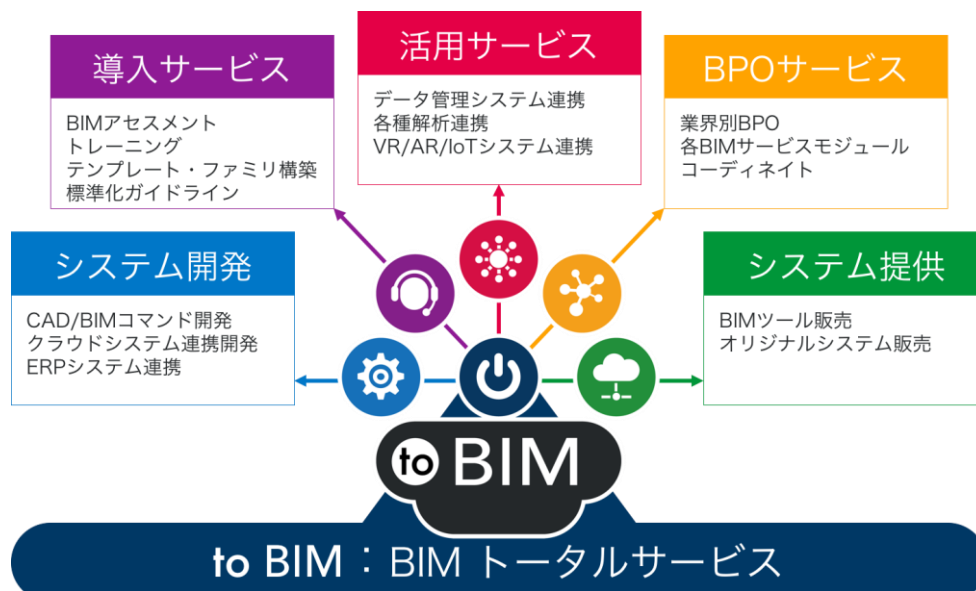 導入サービス
BIMアセスメント
トレーニング
テンプレート・ファミリ構築
標準化ガイドライン
活用サービス
データ管理システム連携
各種解析連携
VR/AR/IoTシステム連携
BPOサービス
業界別BPO
各BIMサービスモジュール
コーディネイト
システム開発
CAD/BIMコマンド開発
クラウドシステム連携開発
ERPシステム連携
システム提供
BIMツール販売
オリジナルシステム販売
to BIM
to BIM：BIM トータルサービス